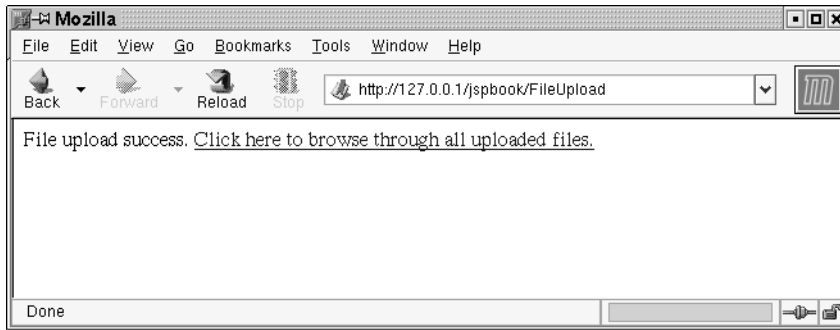 Mozilla
File Edit View Go Bookmarks Tools Window Help
Back Forward Reload Stop http://127.0.0.1/jspbook/FileUpload
File upload success. Click here to browse through all uploaded files.
Done